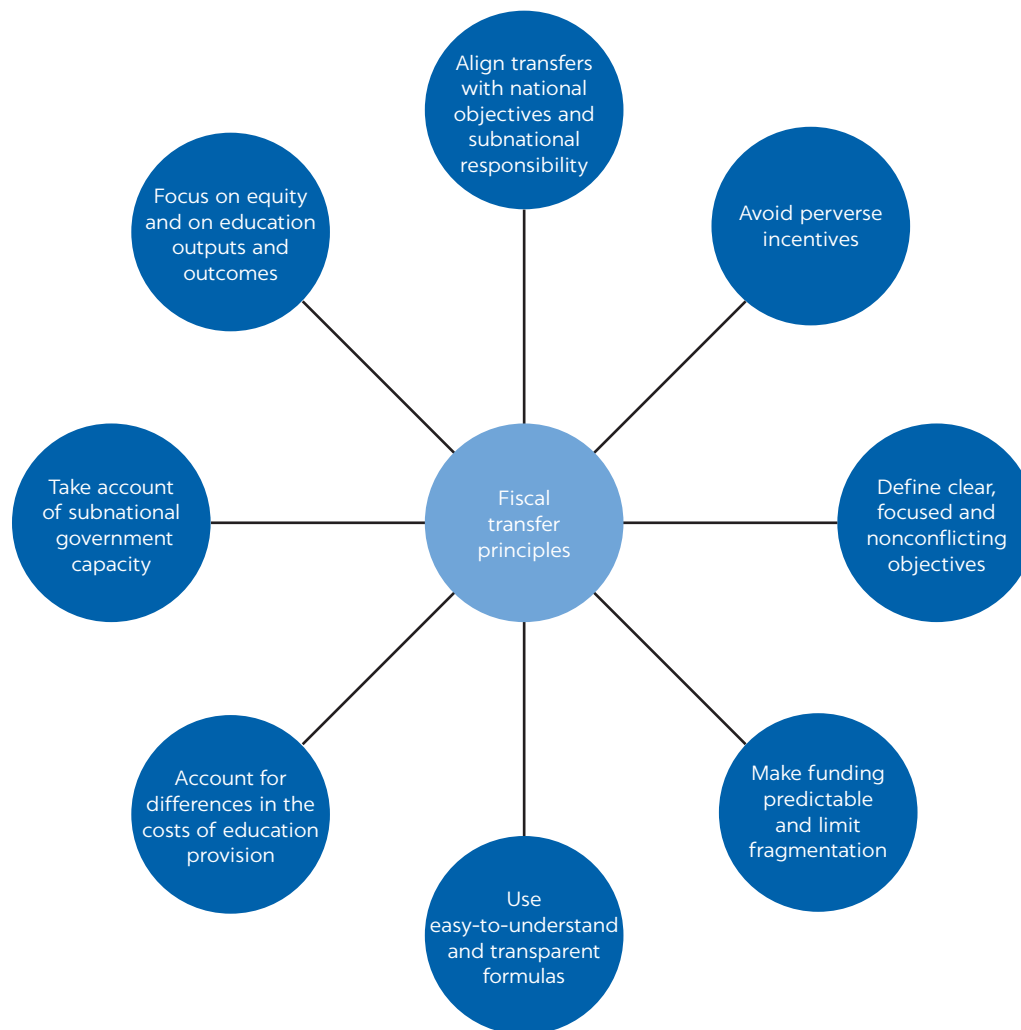 Align transfers
with national
objectives and
subnational
responsibility
Avoid perverse
incentives
Define clear,
focused and
nonconflicting
objectives
Make funding
predictable
and limit
fragmentation
Use
easy-to-understand
and transparent
formulas
Account for
differences in the
costs of education
provision
Take account
of subnational
government
capacity
Focus on equity
and on education
outputs and
outcomes
Fiscal
transfer
principles